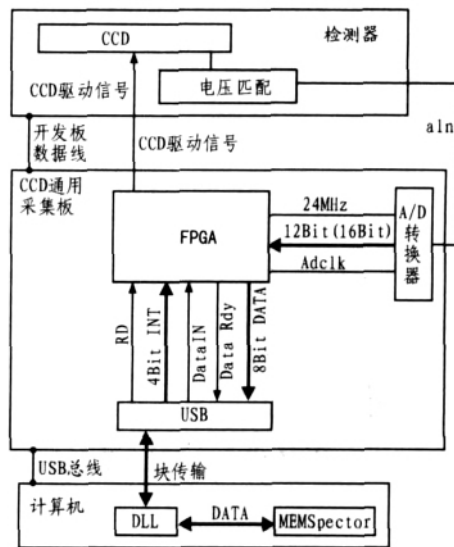 检测器
CCD
电压匹配
CCD驱动信号
aln
开发板
数据线
CCD驱动信号
CCD通用
采集板
FPGA
24MHz
12Bit(16Bit)
Adclk
A/D
转
换
器
RD
4Bit INT
DataIN
Data Rdy
8Bit DATA
USB
USB总线
块传输
计算机
DLL
DATA
MEMSpector